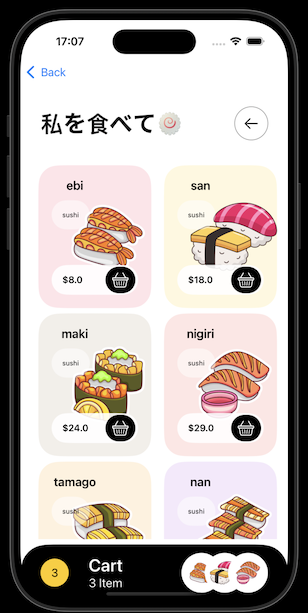 17:07
Back
私を食べて🍥
ebi
san
sushi
sushi
$8.0
$18.0
maki
nigiri
sushi
sushi
$24.0
$29.0
tamago
nan
sushi
sushi
3
Cart
3 Item